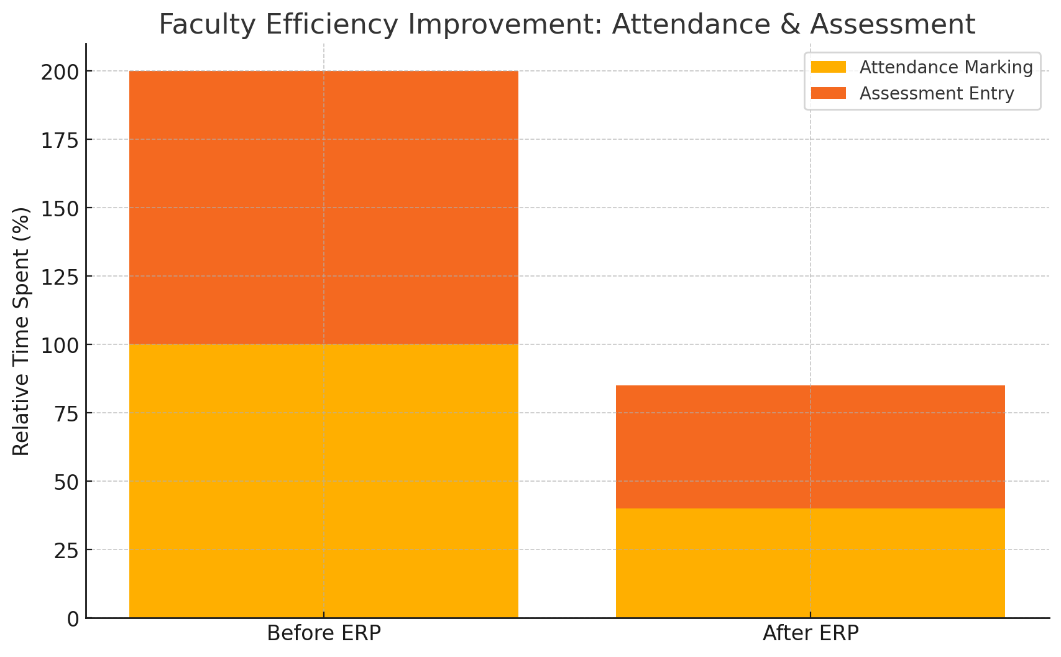 Faculty Efficiency Improvement: Attendance & Assessment
Attendance Marking
Assessment Entry
Relative Time Spent (%)
200
175
150
125
100
75
50
25
0
Before ERP
After ERP